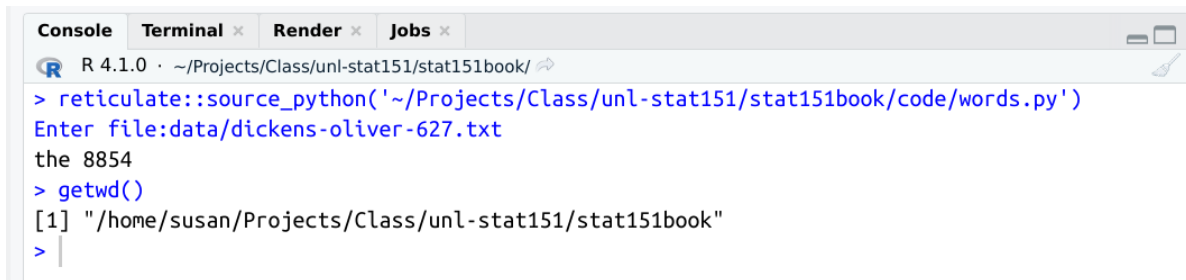 Console Terminal × Render × Jobs ×
R R 4.1.0 · ~/Projects/Class/unl-stat151/stat151book/
> reticulate::source_python('~/Projects/Class/unl-stat151/stat151book/code/words.py')
Enter file:data/dickens-oliver-627.txt
the 8854
> getwd()
[1] "/home/susan/Projects/Class/unl-stat151/stat151book"
>